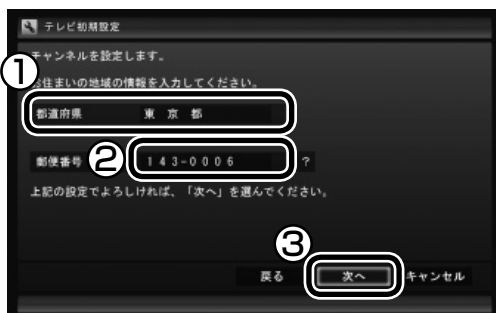 テレビ初期設定
チャンネルを設定します。
①
お住まいの地域の情報を入力してください。
都道府県 東京都
郵便番号 ② 143-0006 ?
上記の設定でよろしければ、「次へ」を選んでください。
③
戻る 次へ キャンセル